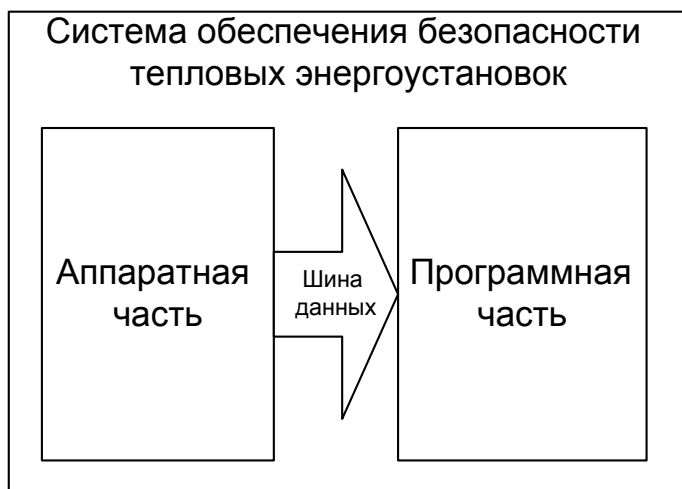 Система обеспечения безопасности
тепловых энергоустановок
Аппаратная
часть
Шина
данных
Программная
часть